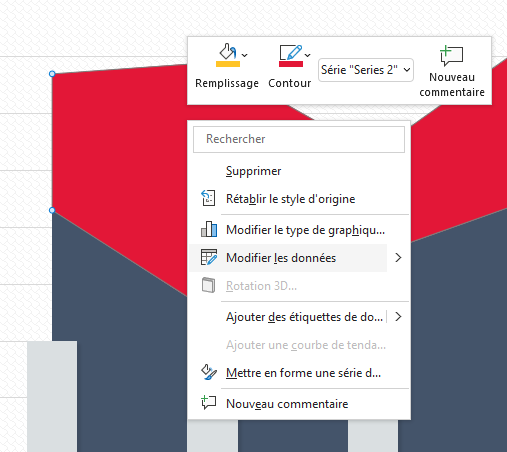 Remplissage
Contour
Série "Series 2"
Nouveau
commentaire
Rechercher
Supprimer
Rétablir le style d'origine
Modifier le type de graphiqu...
Modifier les données
Rotation 3D...
Ajouter des étiquettes de do...
Ajouter une courbe de tenda...
Mettre en forme une série d...
Nouveau commentaire